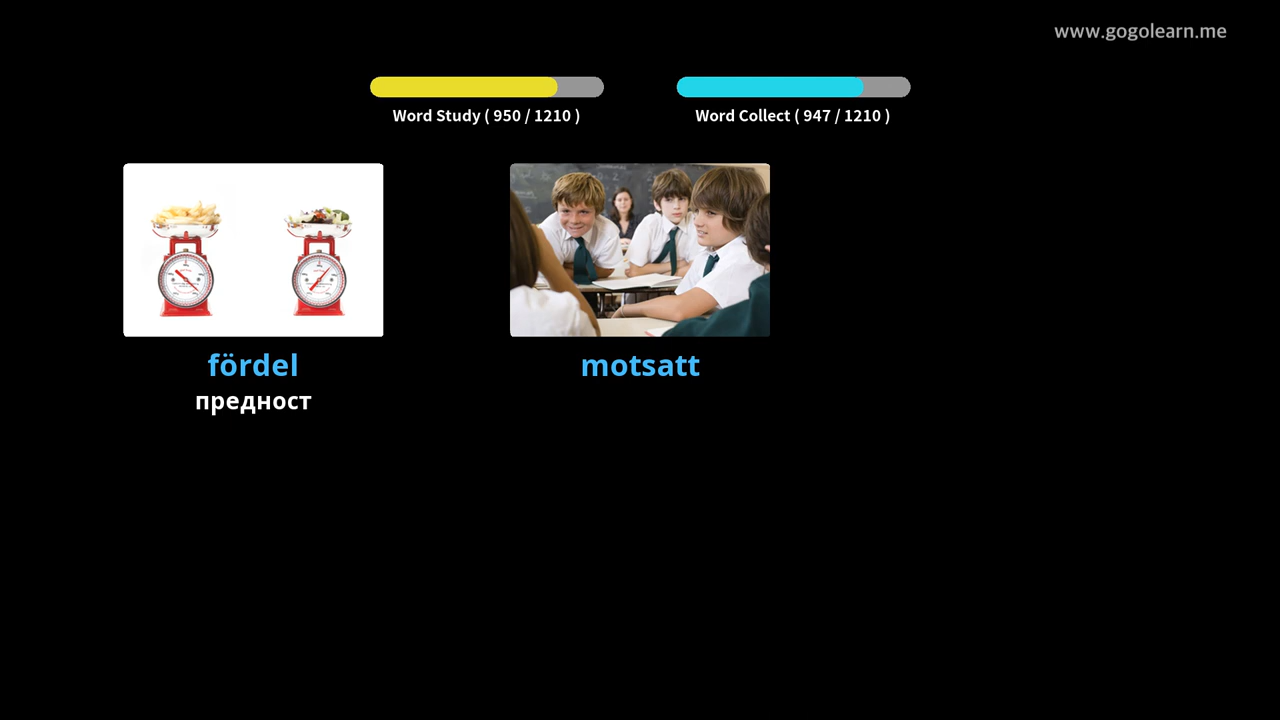 www.gogolearn.me
Word Study ( 950 / 1210 )
Word Collect ( 947 / 1210 )
fördel
предност
motsatt